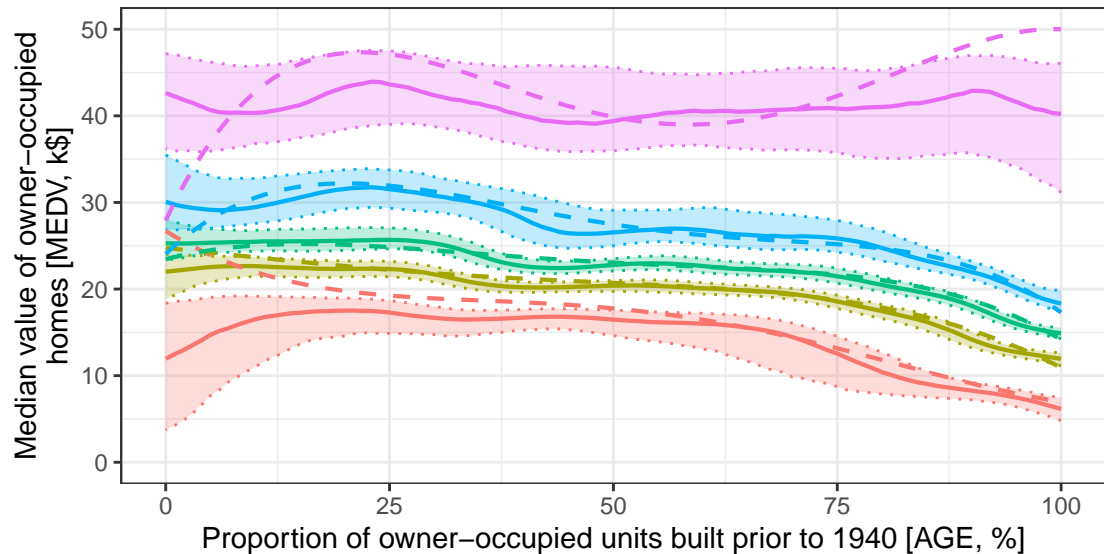 Median value of owner−occupied
homes [MEDV, k$]
50
40
30
20
10
0
0 25 50 75 100
Proportion of owner−occupied units built prior to 1940 [AGE, %]